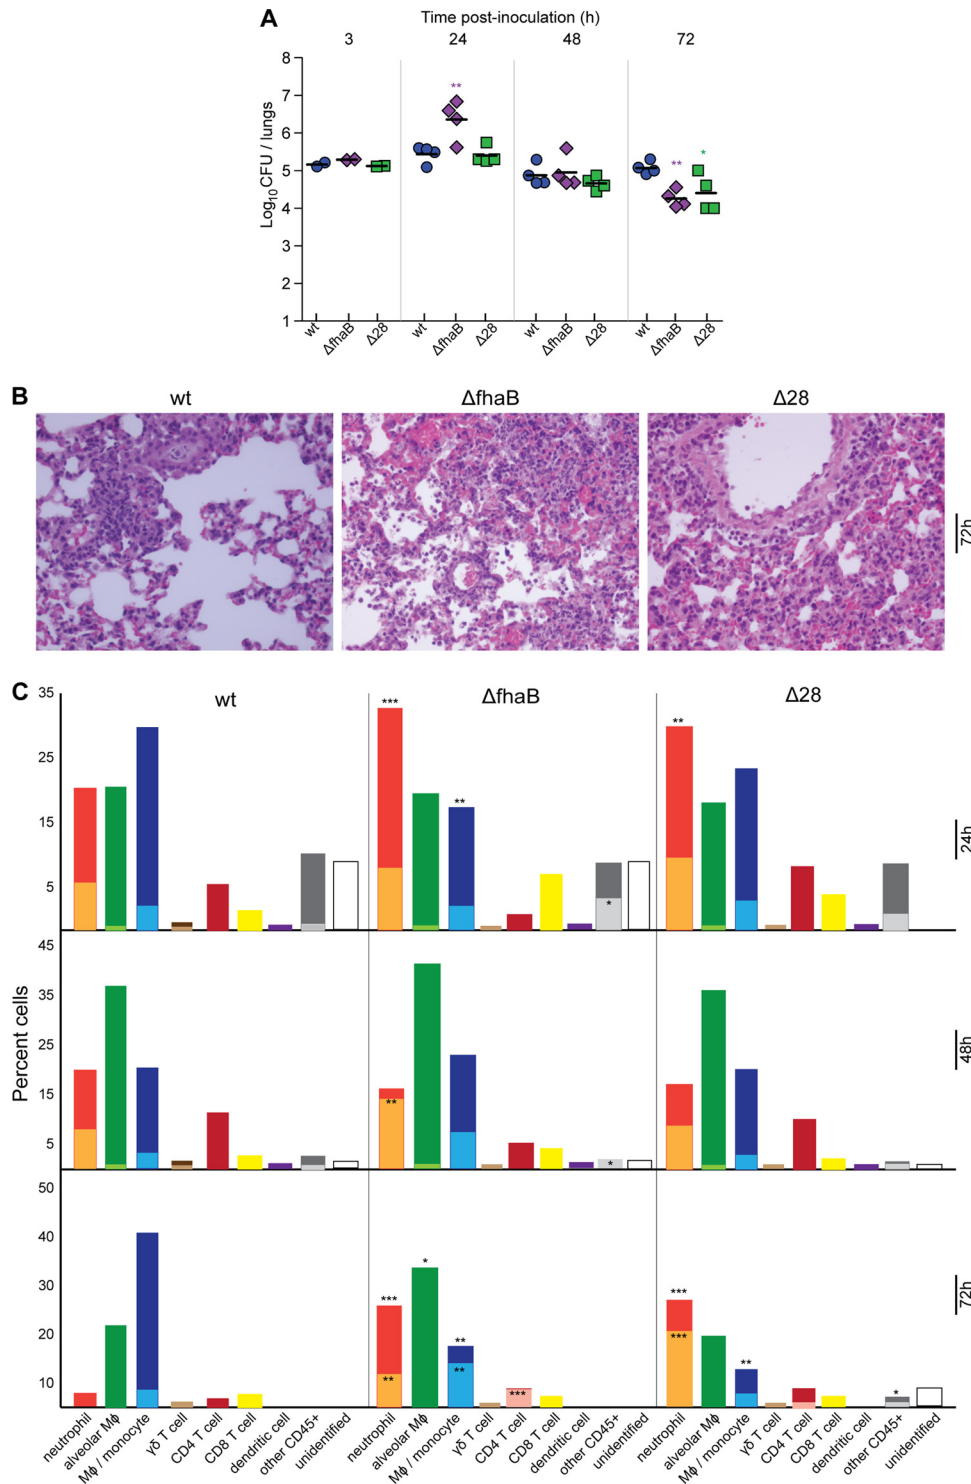 A
Time post-inoculation (h)
3 24 48 72
Log10CFU / lungs
8
7
6
5
4
3
2
1
**
**
*
wt ΔfhaB Δ28 wt ΔfhaB Δ28 wt ΔfhaB Δ28 wt ΔfhaB Δ28
B
wt ΔfhaB Δ28
72h
C
wt ΔfhaB Δ28
Percent cells
35
25
15
5
*** ** * **
24h
45
35
25
15
5
** *
48h
50
40
30
20
10
*** ** * ** ** *** *** *** ** *
72h
neutrophil alveolar Mϕ Mϕ / monocyte γδ T cell CD4 T cell CD8 T cell dendritic cell other CD45+ unidentified
neutrophil alveolar Mϕ Mϕ / monocyte γδ T cell CD4 T cell CD8 T cell dendritic cell other CD45+ unidentified
neutrophil alveolar Mϕ Mϕ / monocyte γδ T cell CD4 T cell CD8 T cell dendritic cell other CD45+ unidentified